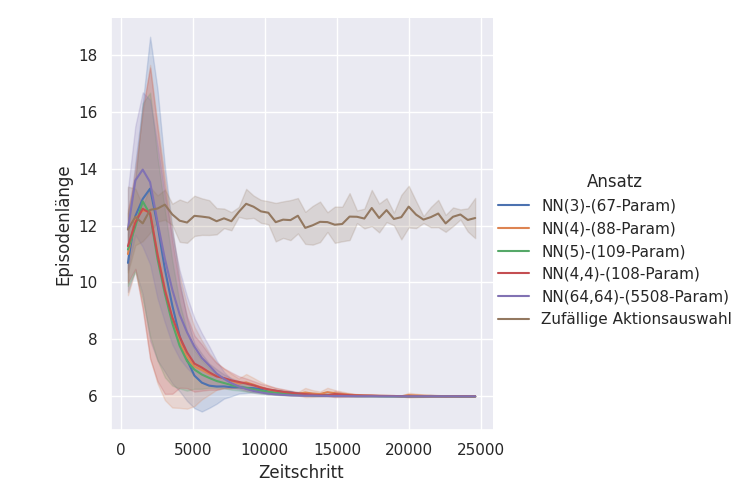 18
16
14
12
10
8
6
Episodenlänge
0
5000
10000
15000
20000
25000
Zeitschritt
Ansatz
NN(3)-(67-Param)
NN(4)-(88-Param)
NN(5)-(109-Param)
NN(4,4)-(108-Param)
NN(64,64)-(5508-Param)
Zufällige Aktionsauswahl